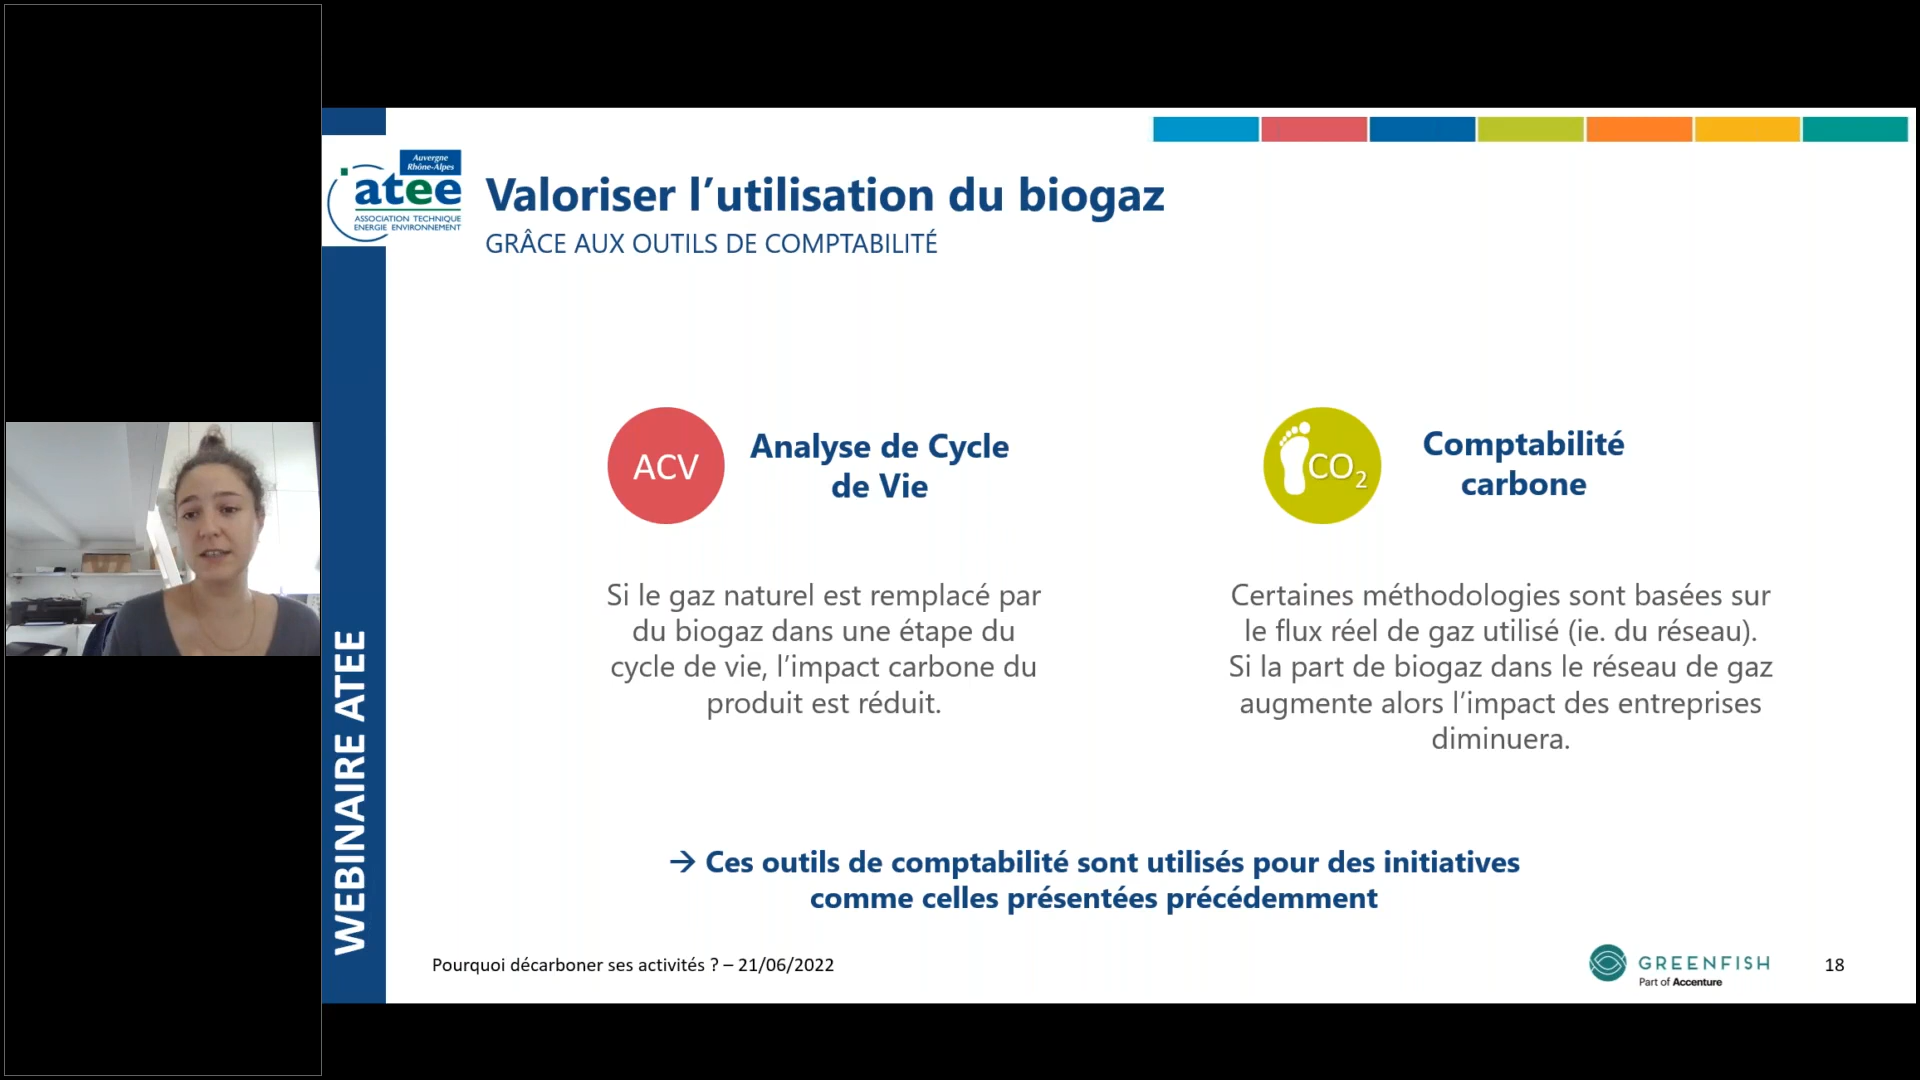 Auvergne
Rhône-Alpes
atee
ASSOCIATION TECHNIQUE
ENERGIE ENVIRONNEMENT
Valoriser l’utilisation du biogaz
GRÂCE AUX OUTILS DE COMPTABILITÉ
ACV
Analyse de Cycle
de Vie
Si le gaz naturel est remplacé par
du biogaz dans une étape du
cycle de vie, l’impact carbone du
produit est réduit.
CO2
Comptabilité
carbone
Certaines méthodologies sont basées sur
le flux réel de gaz utilisé (ie. du réseau).
Si la part de biogaz dans le réseau de gaz
augmente alors l’impact des entreprises
diminuera.
→ Ces outils de comptabilité sont utilisés pour des initiatives
comme celles présentées précédemment
WEBINAIRE ATEE
Pourquoi décarboner ses activités ? – 21/06/2022
GREENFISH
Part of Accenture
18